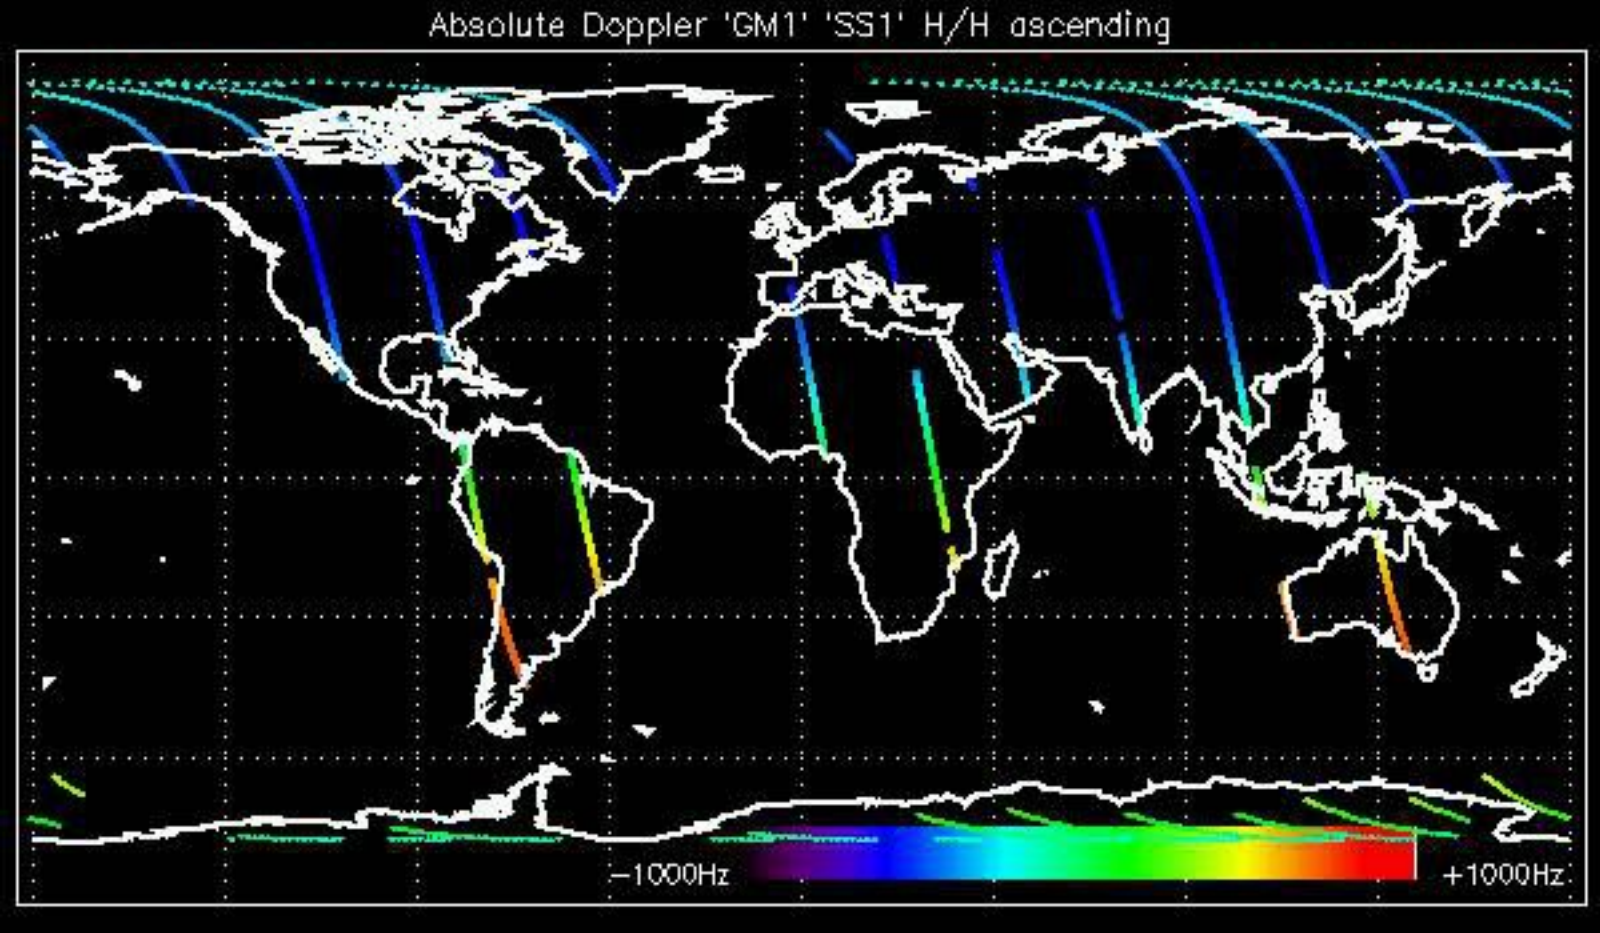 Absolute Doppler 'GM1' 'SS1' H/H ascending
−1000Hz +1000Hz